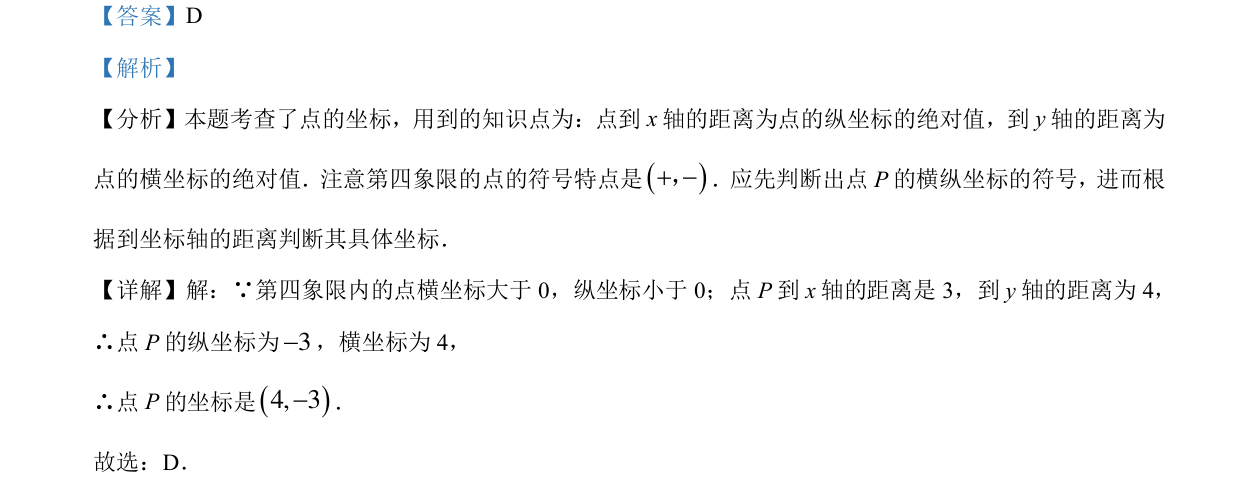 【答案】D
【解析】
【分析】本题考查了点的坐标，用到的知识点为：点到 x 轴的距离为点的纵坐标的绝对值，到 y 轴的距离为
点的横坐标的绝对值．注意第四象限的点的符号特点是(+,−)．应先判断出点 P 的横纵坐标的符号，进而根
据到坐标轴的距离判断其具体坐标．
【详解】解：∵第四象限内的点横坐标大于 0，纵坐标小于 0；点 P 到 x 轴的距离是 3，到 y 轴的距离为 4，
∴点 P 的纵坐标为−3，横坐标为 4，
∴点 P 的坐标是(4,−3)．
故选：D．